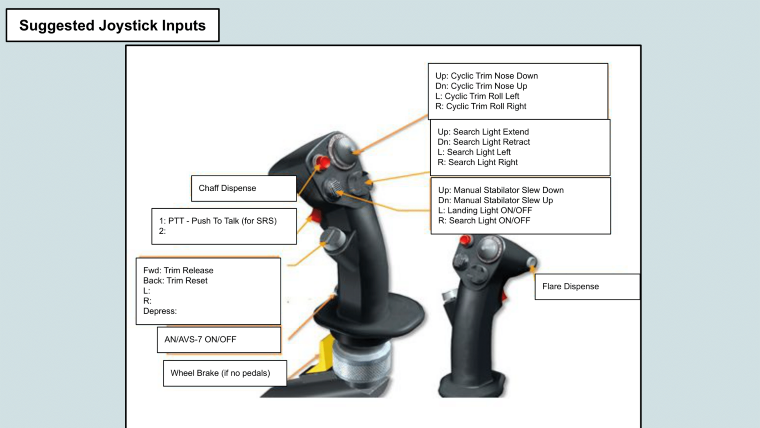 Suggested Joystick Inputs
Up: Cyclic Trim Nose Down
Dn: Cyclic Trim Nose Up
L: Cyclic Trim Roll Left
R: Cyclic Trim Roll Right
Up: Search Light Extend
Dn: Search Light Retract
L: Search Light Left
R: Search Light Right
Up: Manual Stabilator Slew Down
Dn: Manual Stabilator Slew Up
L: Landing Light ON/OFF
R: Search Light ON/OFF
Chaff Dispense
1: PTT - Push To Talk (for SRS)
2:
Fwd: Trim Release
Back: Trim Reset
L:
R:
Depress:
Flare Dispense
AN/AVS-7 ON/OFF
Wheel Brake (if no pedals)